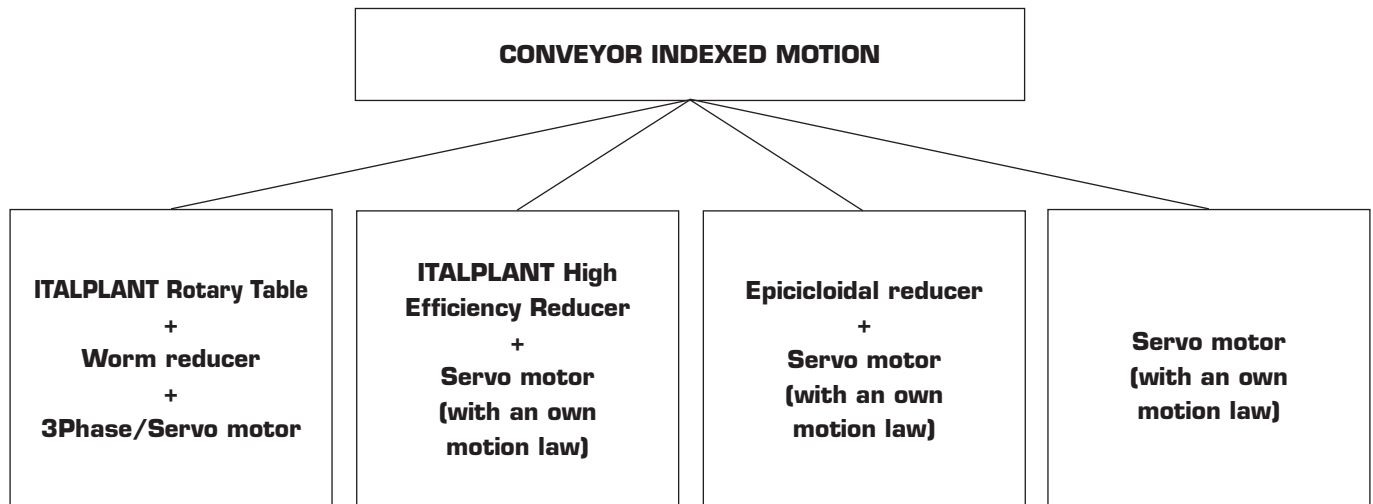 CONVEYOR INDEXED MOTION
ITALPLANT Rotary Table
+
Worm reducer
+
3Phase/Servo motor
ITALPLANT High
Efficiency Reducer
+
Servo motor
(with an own
motion law)
Epicicloidal reducer
+
Servo motor
(with an own
motion law)
Servo motor
(with an own
motion law)